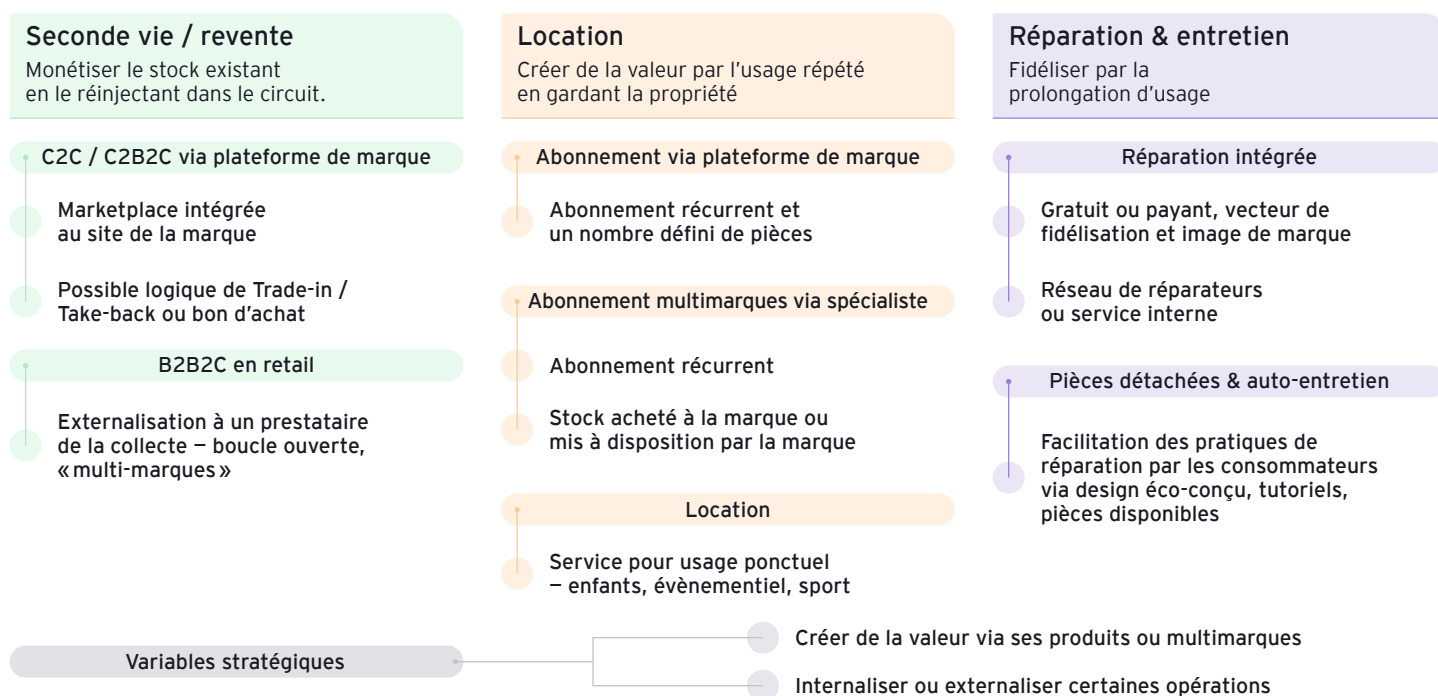 Seconde vie / revente
Monétiser le stock existant
en le réinjectant dans le circuit.
C2C / C2B2C via plateforme de marque
Marketplace intégrée
au site de la marque
Possible logique de Trade-in /
Take-back ou bon d’achat
B2B2C en retail
Externalisation à un prestataire
de la collecte – boucle ouverte,
«multi-marques»
Location
Créer de la valeur par l’usage répété
en gardant la propriété
Abonnement via plateforme de marque
Abonnement récurrent et
un nombre défini de pièces
Abonnement multimarques via spécialiste
Abonnement récurrent
Stock acheté à la marque ou
mis à disposition par la marque
Location
Service pour usage ponctuel
– enfants, évènementiel, sport
Réparation & entretien
Fidéliser par la
prolongation d’usage
Réparation intégrée
Gratuit ou payant, vecteur de
fidélisation et image de marque
Réseau de réparateurs
ou service interne
Pièces détachées & auto-entretien
Facilitation des pratiques de
réparation par les consommateurs
via design éco-conçu, tutoriels,
pièces disponibles
Variables stratégiques
Créer de la valeur via ses produits ou multimarques
Internaliser ou externaliser certaines opérations